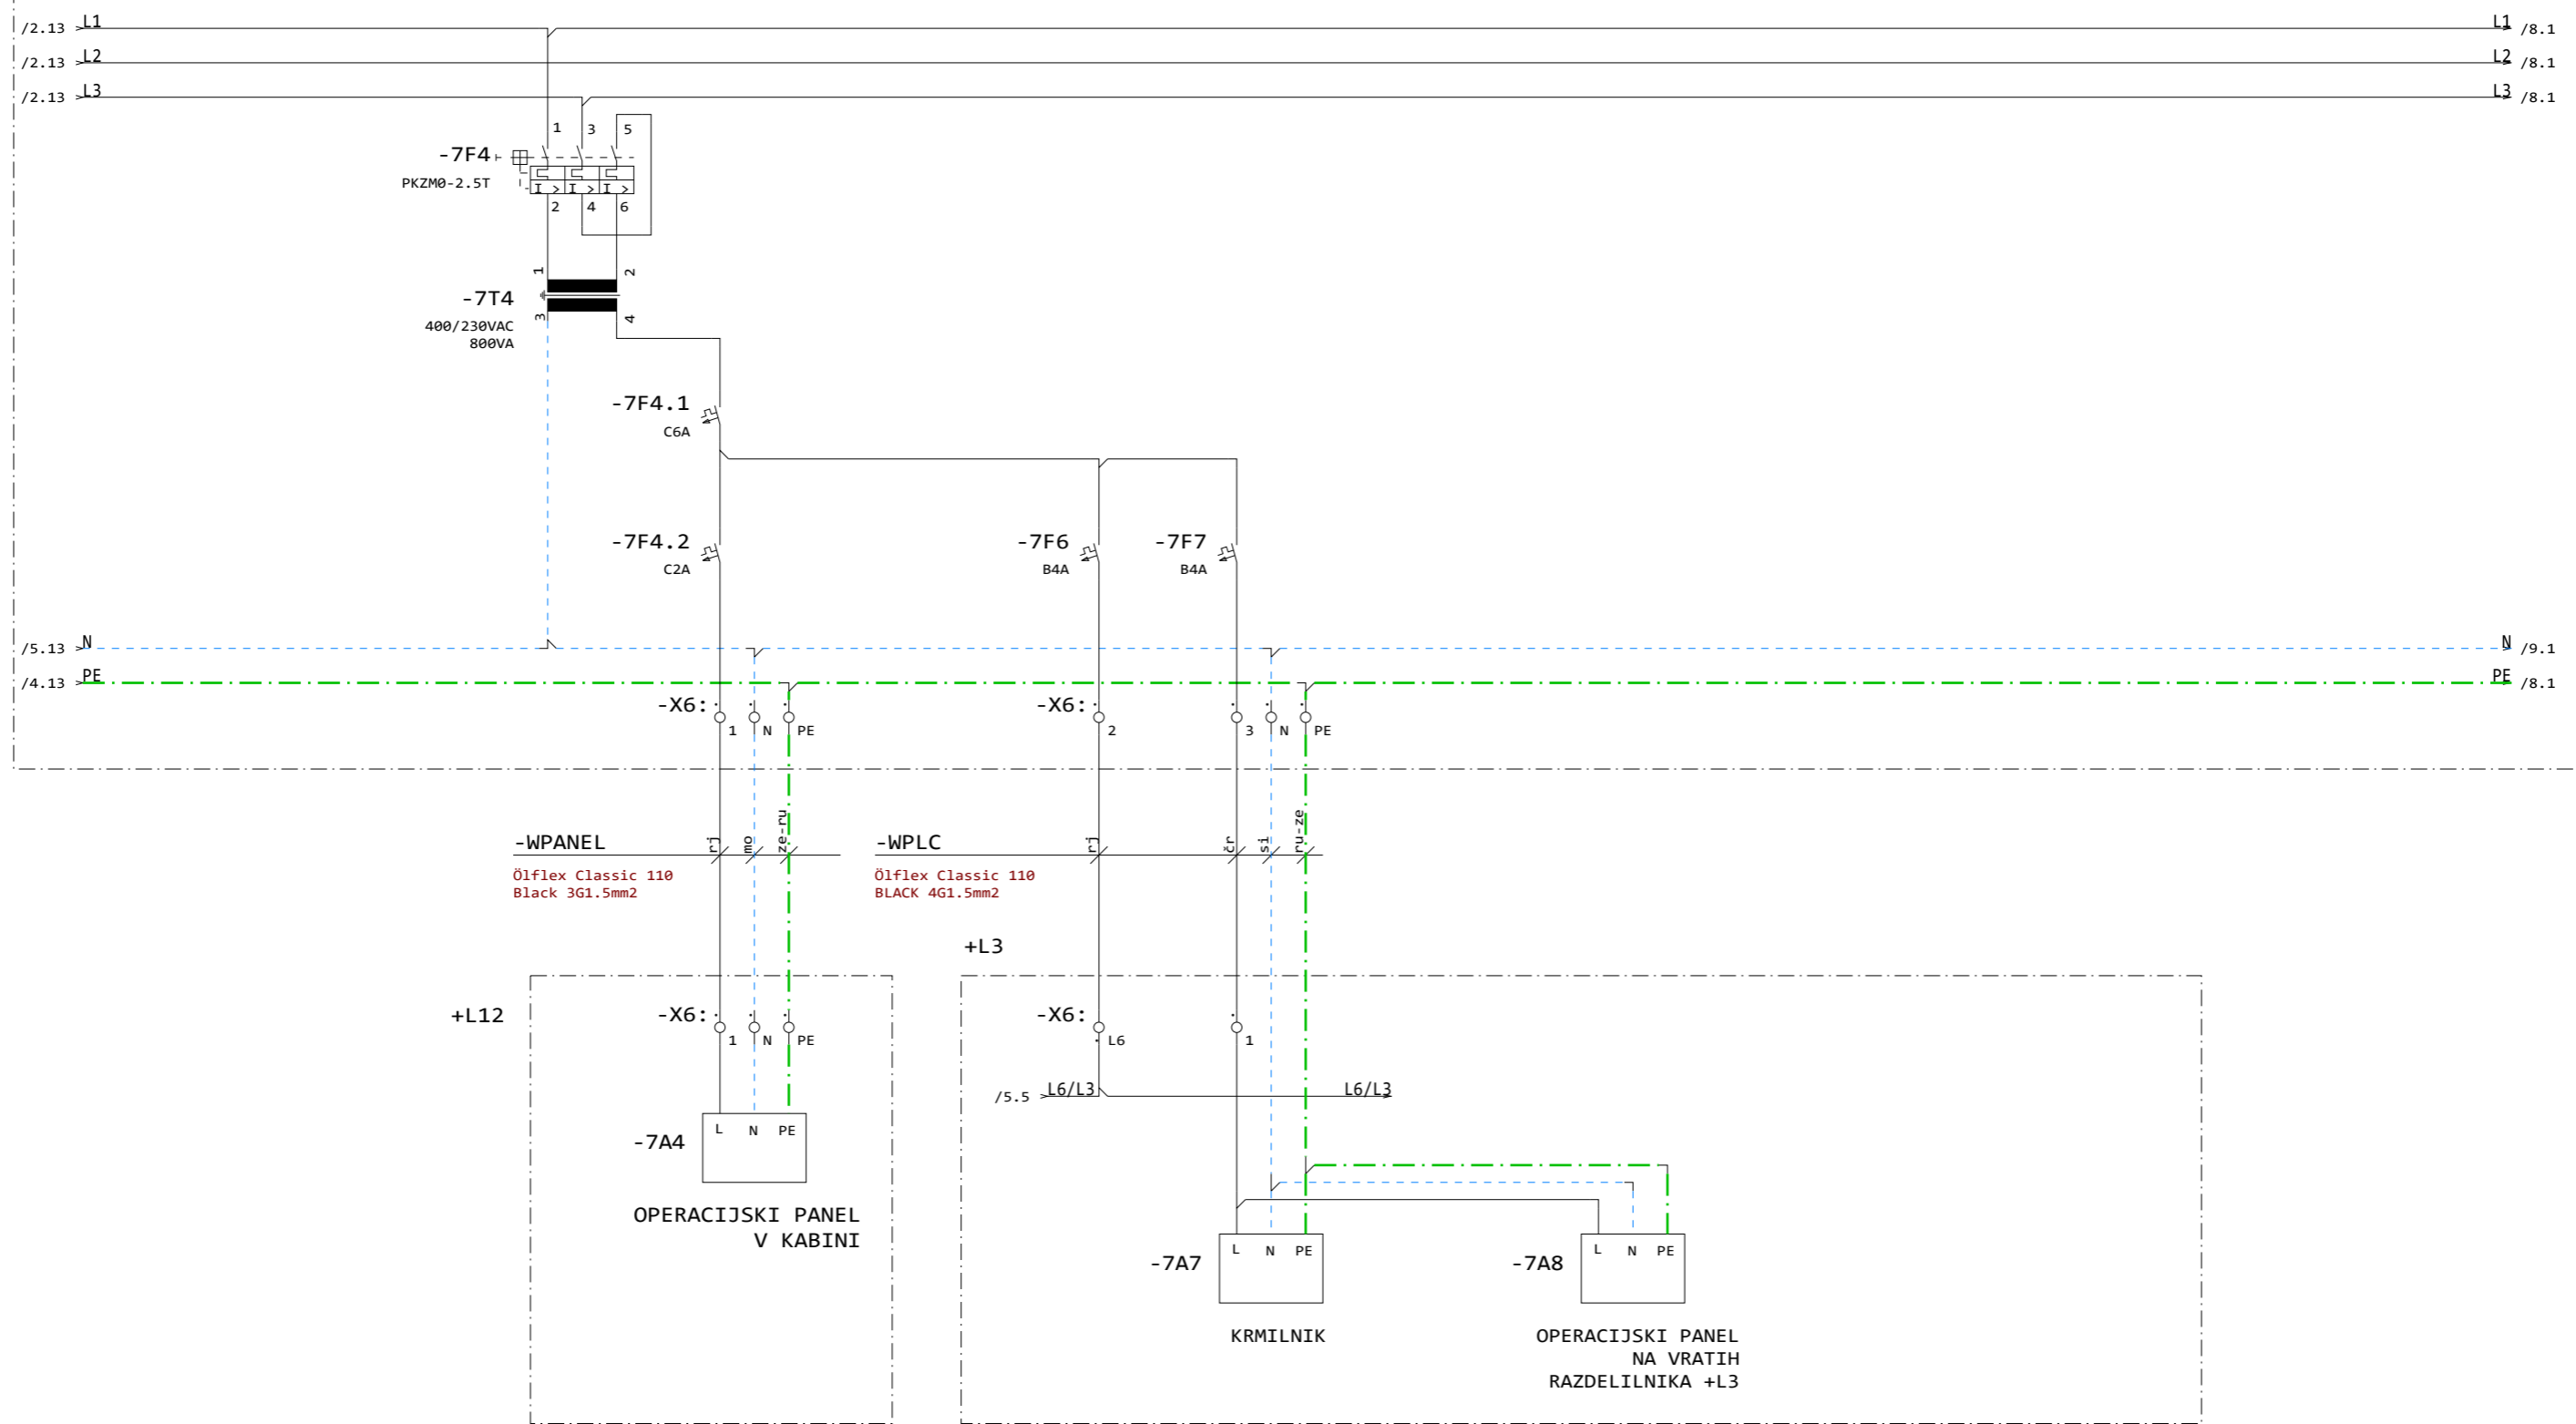 /2.13 L1 L1 /8.1
/2.13 L2 L2 /8.1
/2.13 L3 L3 /8.1
1 3 5
-7F4
PKZM0-2.5T
I > I > I >
2 4 6
1 2
-7T4
3 4
400/230VAC
800VA
-7F4.1
C6A
-7F4.2 -7F6 -7F7
C2A B4A B4A
/5.13 N N /9.1
/4.13 PE PE /8.1
-X6: -X6:
1 N PE 2 3 N PE
-WPANEL rj mo ze-ru -WPLC rj čr si ru-ze
Ölflex Classic 110 Ölflex Classic 110
Black 3G1.5mm2 BLACK 4G1.5mm2
+L3
+L12 -X6: -X6:
1 N PE L6 1
/5.5 L6/L3 L6/L3
L N PE
-7A4
OPERACIJSKI PANEL
V KABINI
L N PE L N PE
-7A7 -7A8
KRMILNIK OPERACIJSKI PANEL
NA VRATIH
RAZDELILNIKA +L3